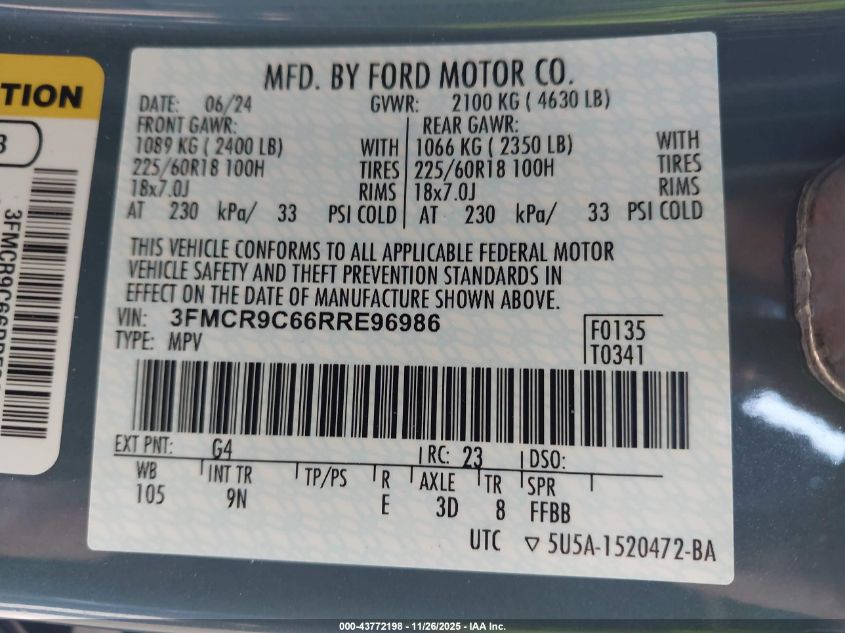 TION
3
3FMCR9C66RRE
MFD. BY FORD MOTOR CO.
DATE: 06/24 GVWR: 2100 KG ( 4630 LB)
FRONT GAWR: REAR GAWR:
1089 KG ( 2400 LB) WITH 1066 KG ( 2350 LB) WITH
225/60R18 100H TIRES 225/60R18 100H TIRES
18x7.0J RIMS 18x7.0J RIMS
AT 230 kPa/ 33 PSI COLD AT 230 kPa/ 33 PSI COLD
THIS VEHICLE CONFORMS TO ALL APPLICABLE FEDERAL MOTOR
VEHICLE SAFETY AND THEFT PREVENTION STANDARDS IN
EFFECT ON THE DATE OF MANUFACTURE SHOWN ABOVE.
VIN: 3FMCR9C66RRE96986 F0135
TYPE: MPV T0341
EXT PNT: G4 RC: 23 DSO:
WB INT TR TP/PS R AXLE TR SPR
105 9N E 3D 8 FFBB
UTC ▽ 5U5A-1520472-BA
000-43772198 - 11/26/2025 - IAA Inc.